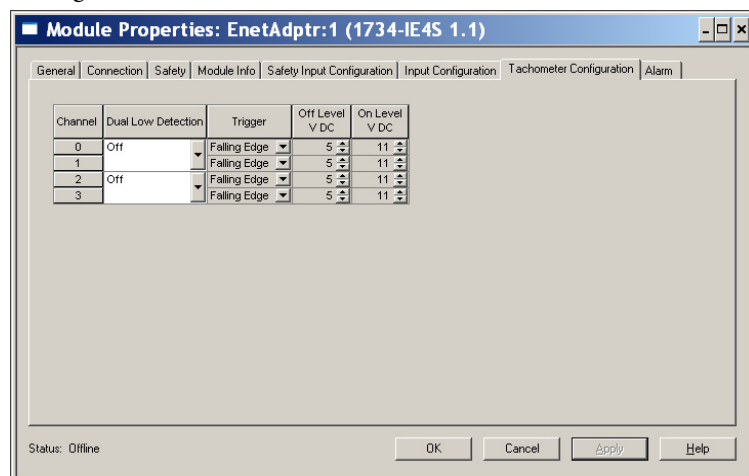 Module Properties: EnetAdptr:1 (1734-IE4S 1.1)
General Connection Safety Module Info Safety Input Configuration Input Configuration Tachometer Configuration Alarm
Channel Dual Low Detection Trigger Off Level V DC On Level V DC
0 Off Falling Edge 5 11
1 Falling Edge 5 11
2 Off Falling Edge 5 11
3 Falling Edge 5 11
Status: Offline OK Cancel Apply Help